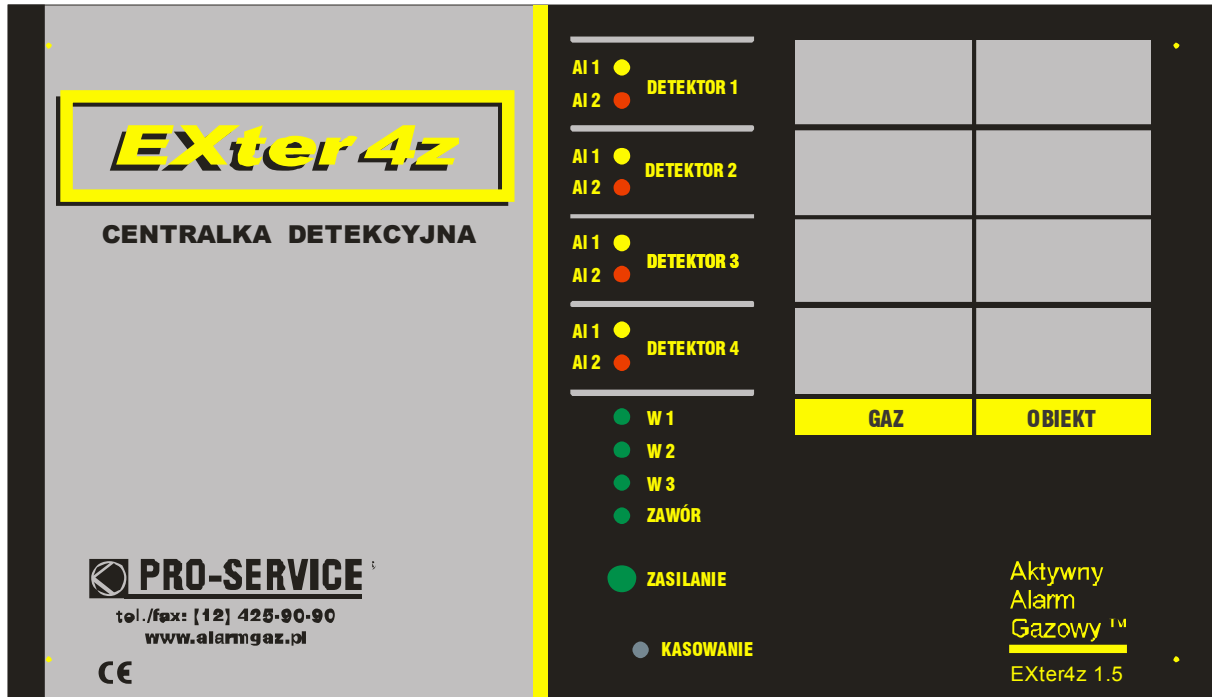 EXter 4z
CENTRALKA DETEKCYJNA
PRO-SERVICE
tel./fax: (12) 425-90-90
www.alarmgaz.pl
CE
Al 1
Al 2
DETEKTOR 1
Al 1
Al 2
DETEKTOR 2
Al 1
Al 2
DETEKTOR 3
Al 1
Al 2
DETEKTOR 4
W 1
W 2
W 3
ZAWÓR
ZASILANIE
KASOWANIE
GAZ OBIEKT
Aktywny
Alarm
Gazowy ™
EXter4z 1.5